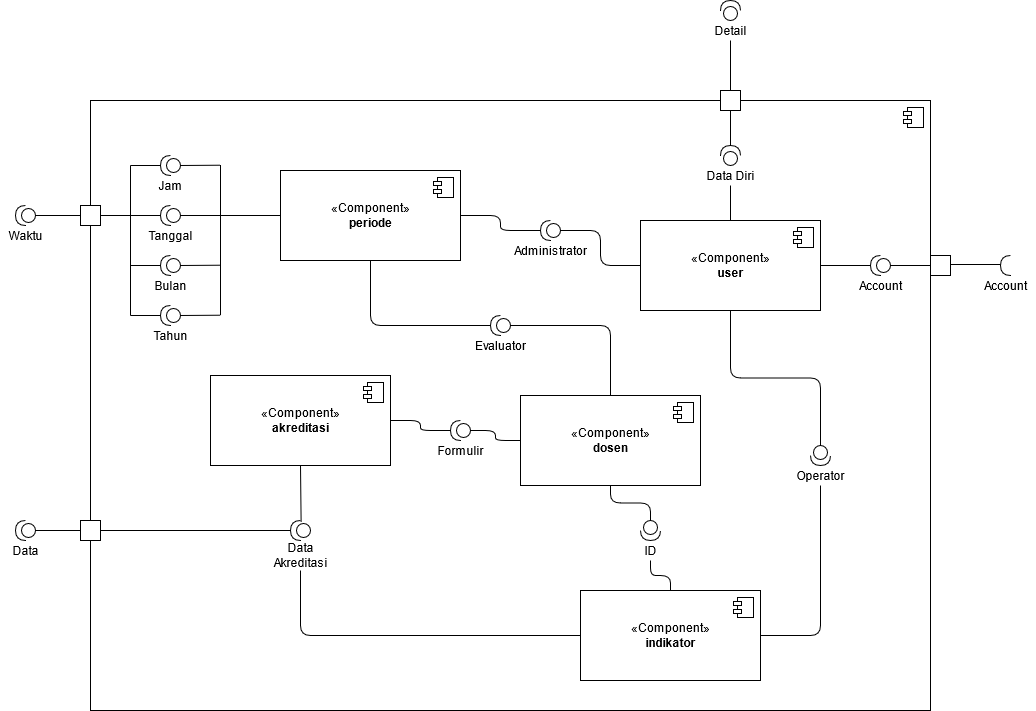 Detail
Data Diri
Jam
Waktu
Tanggal
Bulan
Tahun
«Component»
periode
Administrator
«Component»
user
Account
Account
Evaluator
«Component»
akreditasi
Formulir
«Component»
dosen
Operator
Data
Data
Akreditasi
ID
«Component»
indikator